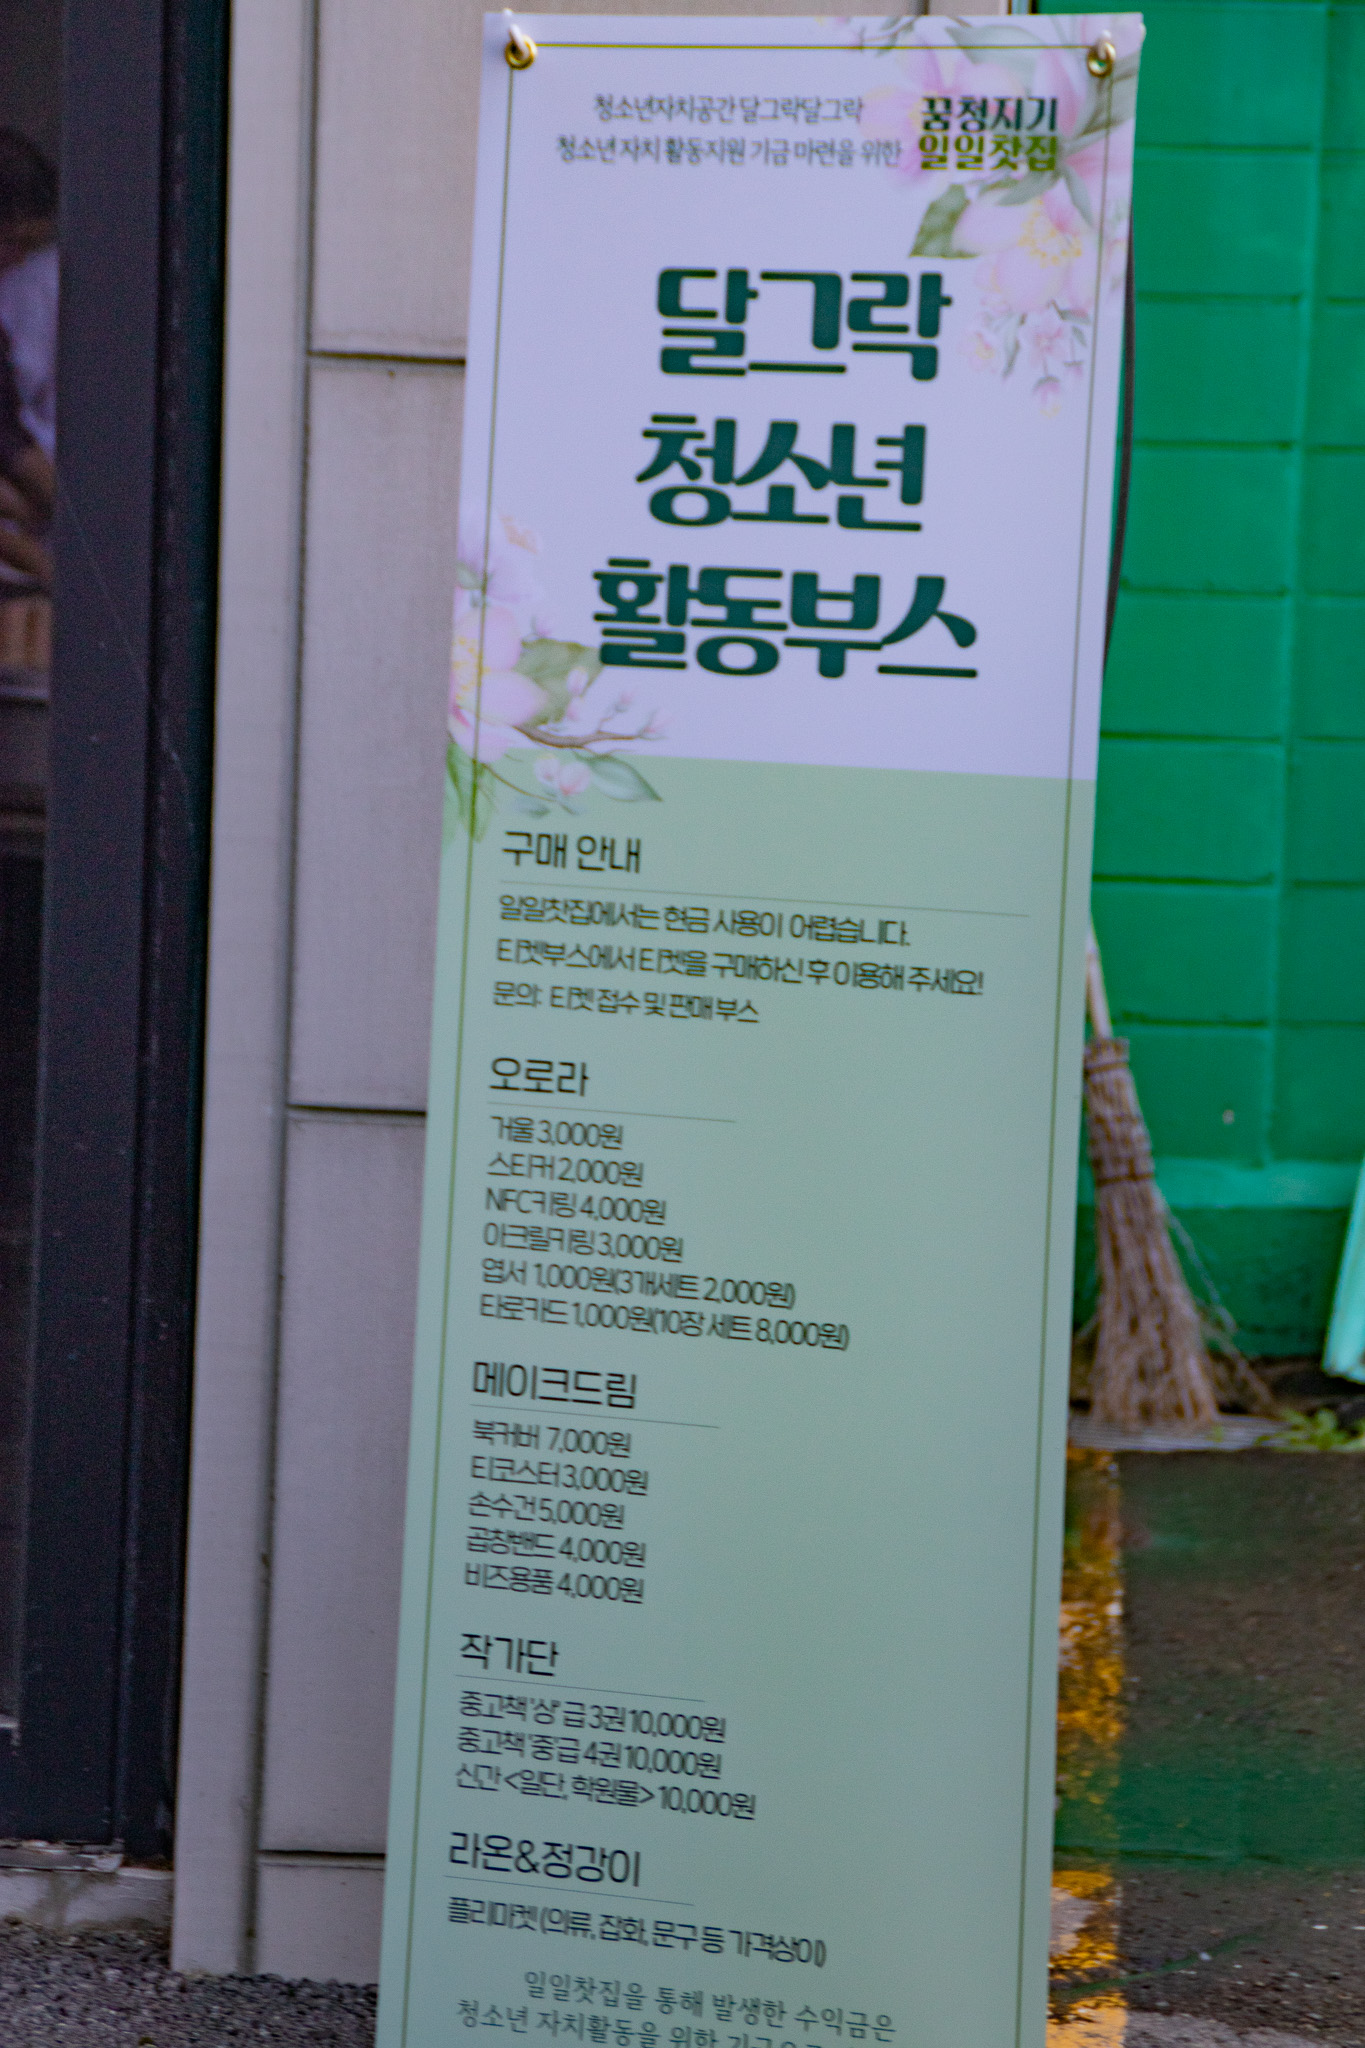 청소년자치공간 달그락달그락
청소년 자치 활동지원 기금 마련을 위한
꿈청지기
일일찻집
달그락
청소년
활동부스
구매 안내
일일찻집에서는 현금 사용이 어렵습니다.
티켓부스에서 티켓을 구매하신 후 이용해 주세요!
문의: 티켓 접수 및 판매 부스
오로라
거울 3,000원
스티커 2,000원
NFC키링 4,000원
아크릴키링 3,000원
엽서 1,000원(3개세트 2,000원)
타로카드 1,000원(10장 세트 8,000원)
메이크드림
북커버 7,000원
티코스터 3,000원
손수건 5,000원
곱창밴드 4,000원
비즈용품 4,000원
작가단
중고책 '상' 급 3권 10,000원
중고책 '중'급 4권 10,000원
신간 <일단, 학원물> 10,000원
라온&정강이
플리마켓 (의류, 잡화, 문구 등 가격상이)
일일찻집을 통해 발생한 수익금은
청소년 자치활동을 위한